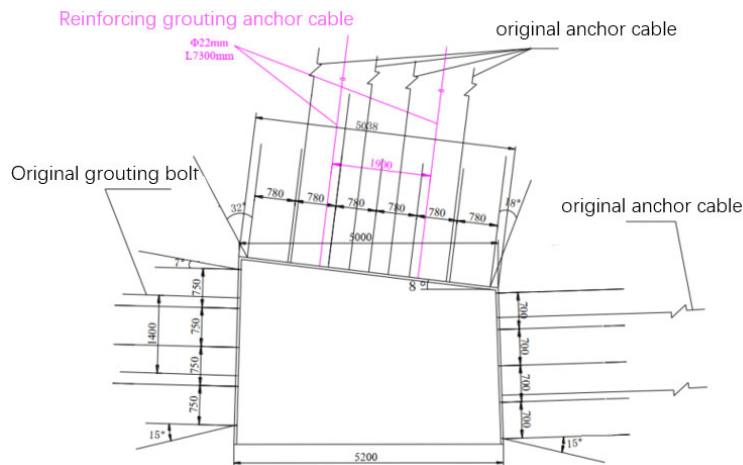 Reinforcing grouting anchor cable
Φ22mm
L7300mm
original anchor cable
5038
1900
Original grouting bolt
780 780 780 780 780 780
32°
18°
original anchor cable
5000
7°
8°
750
750
750
750
1400
700
700
700
700
15°
15°
5200